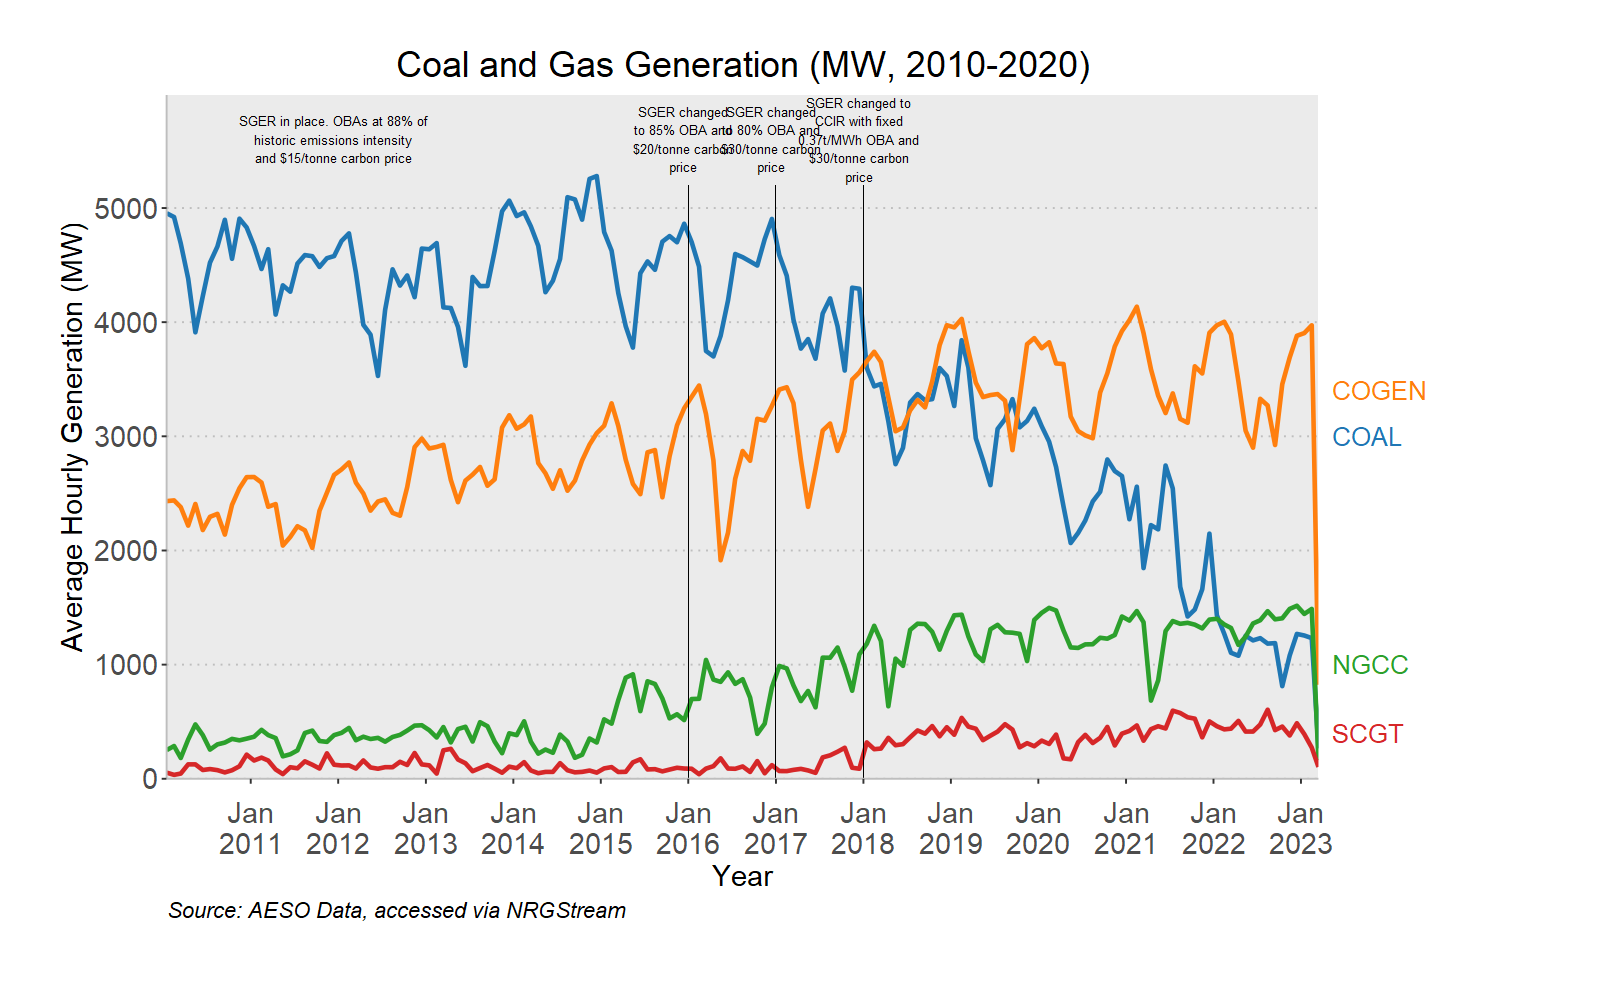 Coal and Gas Generation (MW, 2010-2020)
SGER in place. OBAs at 88% of
historic emissions intensity
and $15/tonne carbon price
SGER changed
to 85% OBA and
$20/tonne carbon
price
SGER changed
to 80% OBA and
$30/tonne carbon
price
SGER changed to
CCIR with fixed
0.37t/MWh OBA and
$30/tonne carbon
price
Average Hourly Generation (MW)
5000
4000
3000
2000
1000
0
COGEN
COAL
NGCC
SCGT
Jan Jan Jan Jan Jan Jan Jan Jan Jan Jan Jan Jan Jan
2011 2012 2013 2014 2015 2016 2017 2018 2019 2020 2021 2022 2023
Year
Source: AESO Data, accessed via NRGStream